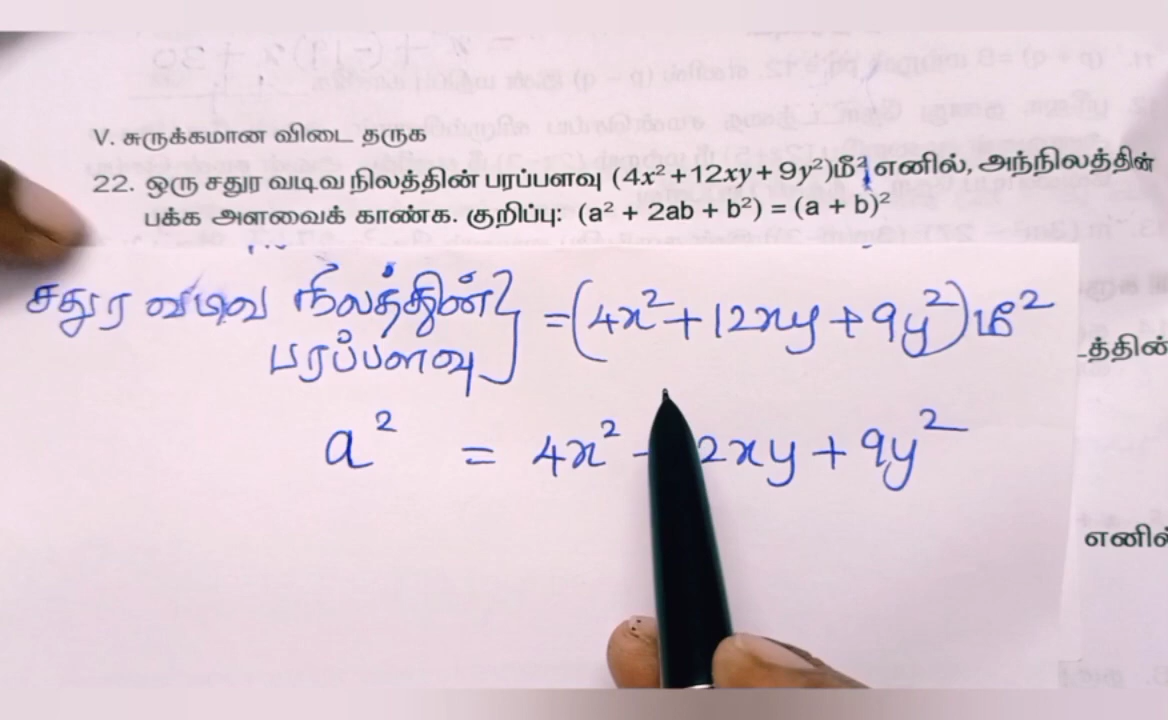 V. சுருக்கமான விடை தருக
22. ஒரு சதுர வடிவ நிலத்தின் பரப்பளவு (4x² + 12xy + 9y²)மீ² எனில், அந்நிலத்தின்
பக்க அளவைக் காண்க. குறிப்பு: (a² + 2ab + b²) = (a + b)²
சதுர வடிவ நிலத்தின் } = (4x² + 12xy + 9y²) மீ²
பரப்பளவு
த்தின்
a² = 4x² 2xy + 9y²
எனில்